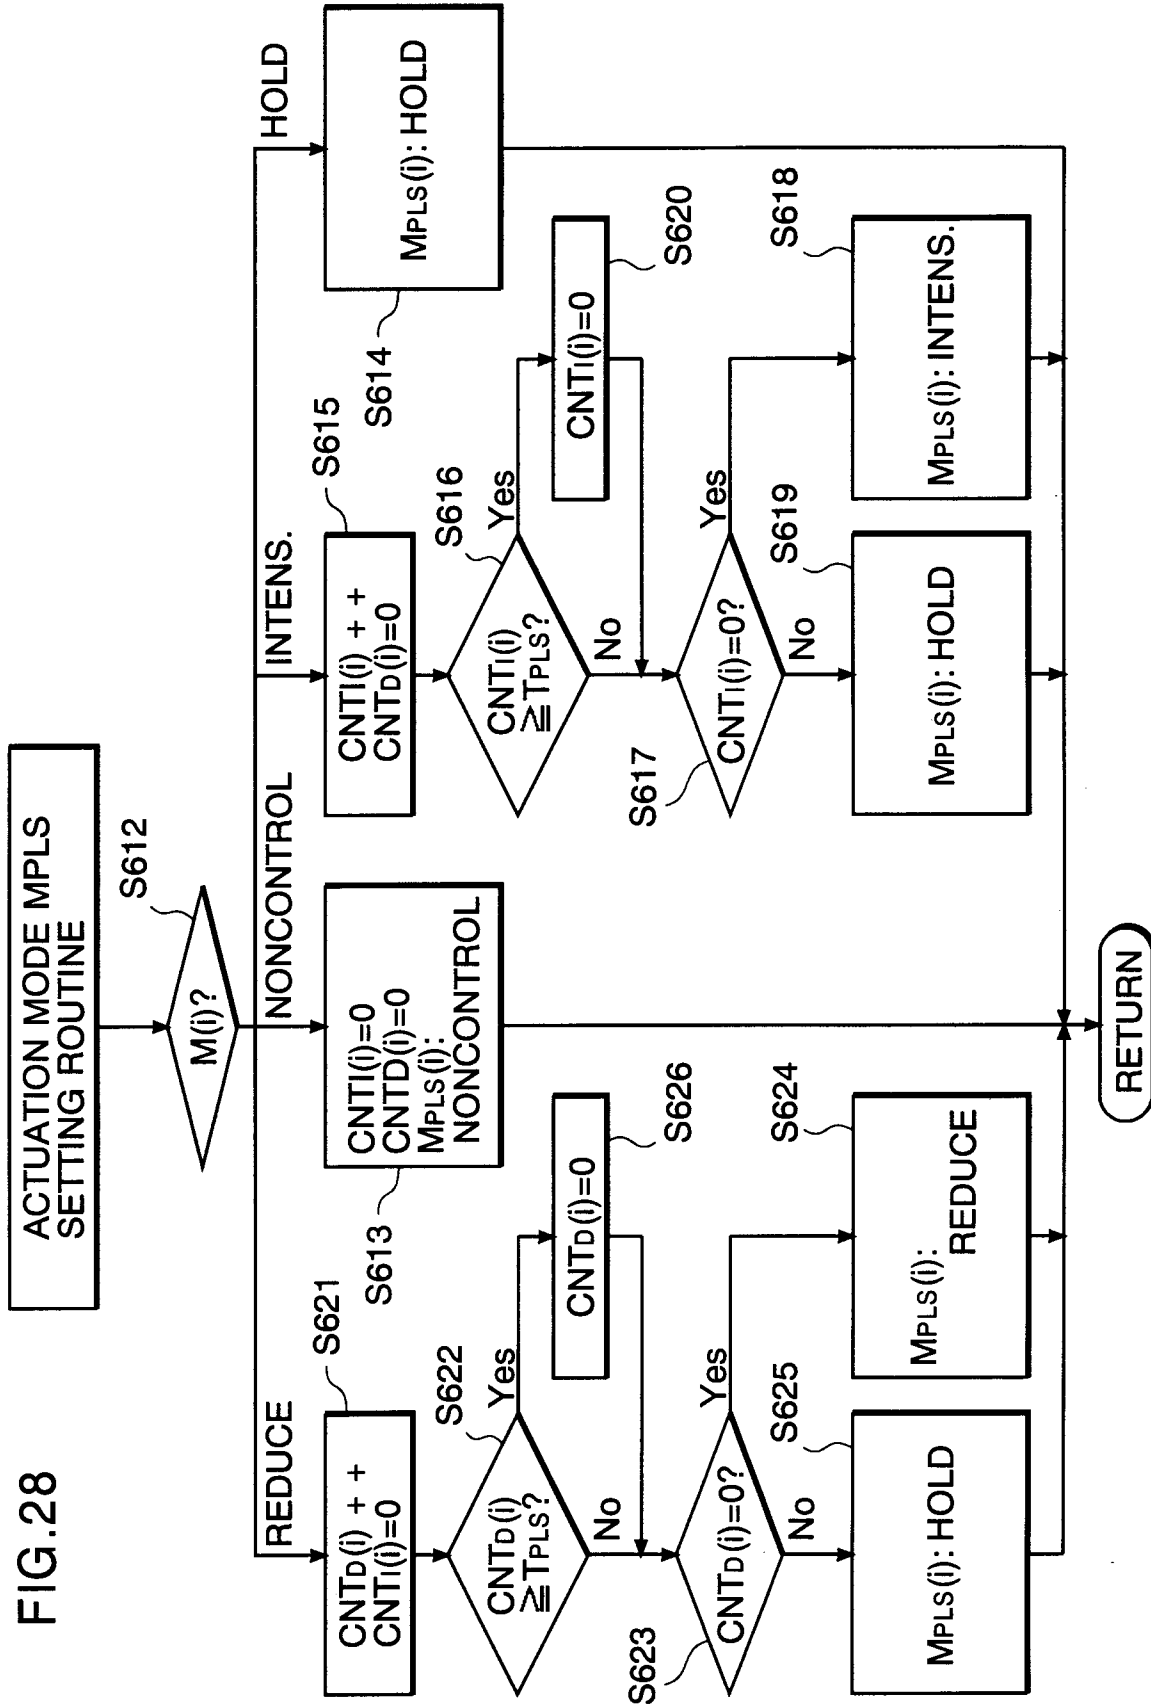 FIG.28
ACTUATION MODE MPLS
SETTING ROUTINE
S612
M(i)?
REDUCE
NONCONTROL
INTENS.
HOLD
S621
CNTD(i) + +
CNTI(i)=0
S613
CNTI(i)=0
CNTD(i)=0
MPLS(i):
NONCONTROL
S615
CNTI(i) + +
CNTD(i)=0
S614
MPLS(i): HOLD
S622
CNTD(i)
≧TPLS?
Yes
No
S626
CNTD(i)=0
S616
CNTI(i)
≧TPLS?
Yes
No
S620
CNTI(i)=0
S623
CNTD(i)=0?
Yes
No
S617
CNTI(i)=0?
Yes
No
S625
MPLS(i): HOLD
S624
MPLS(i):
REDUCE
S619
MPLS(i): HOLD
S618
MPLS(i): INTENS.
RETURN